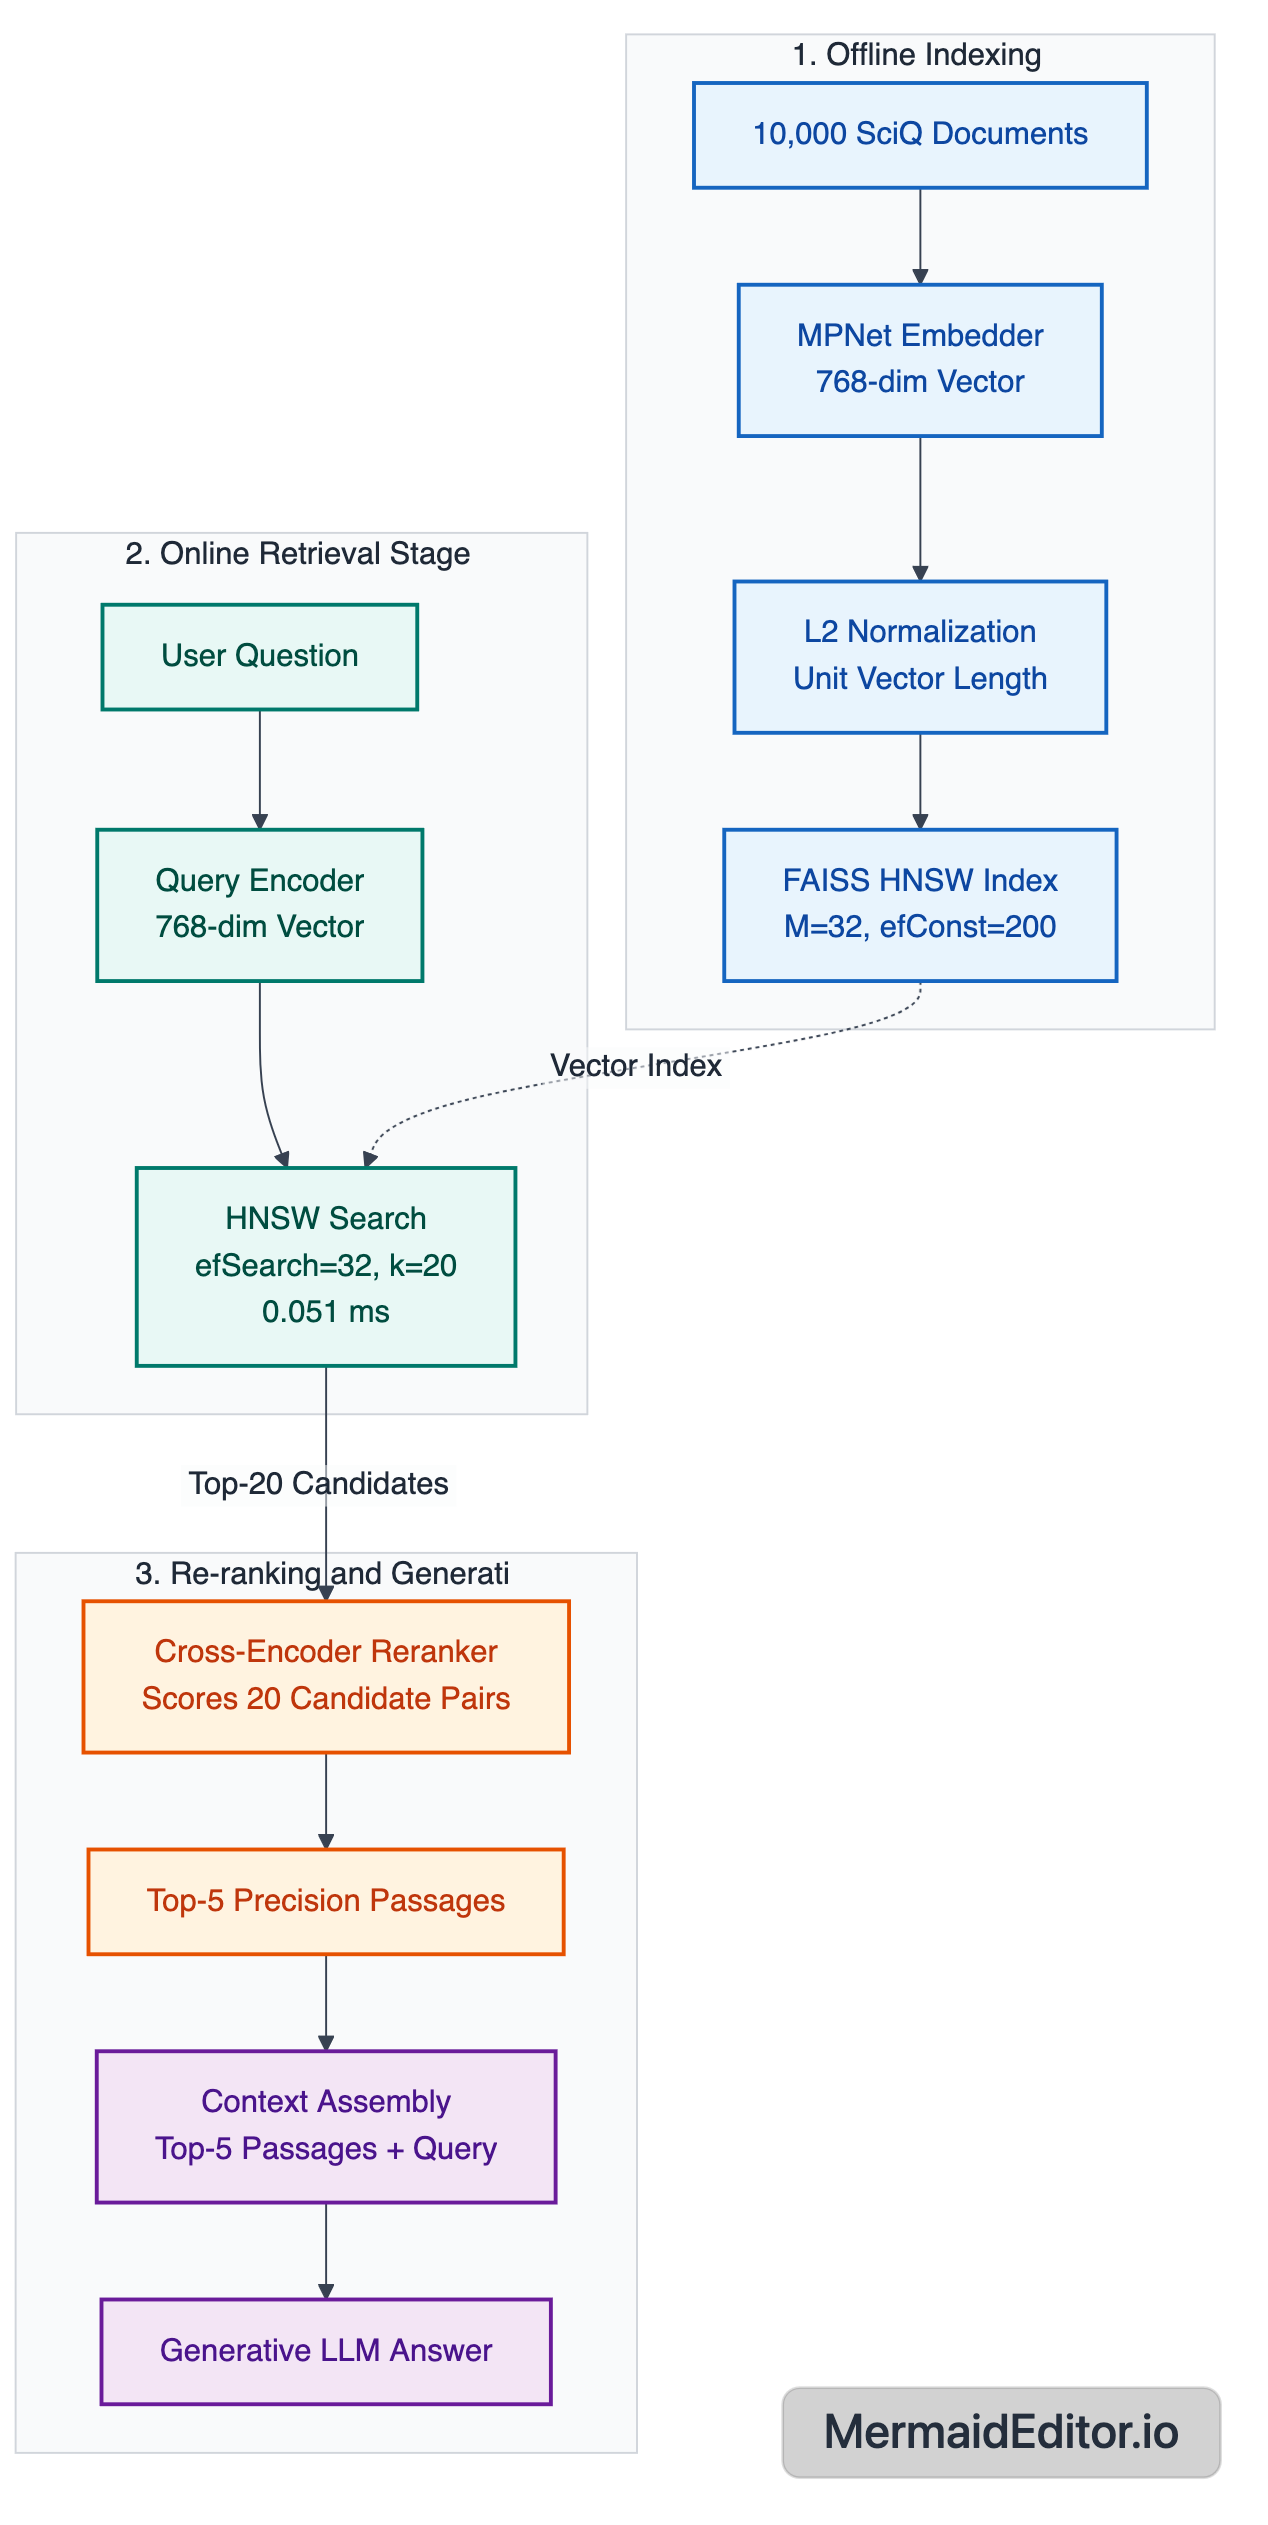 1. Offline Indexing
10,000 SciQ Documents
MPNet Embedder
768-dim Vector
L2 Normalization
Unit Vector Length
FAISS HNSW Index
M=32, efConst=200
Vector Index
2. Online Retrieval Stage
User Question
Query Encoder
768-dim Vector
HNSW Search
efSearch=32, k=20
0.051 ms
Top-20 Candidates
3. Re-ranking and Generati
Cross-Encoder Reranker
Scores 20 Candidate Pairs
Top-5 Precision Passages
Context Assembly
Top-5 Passages + Query
Generative LLM Answer
MermaidEditor.io